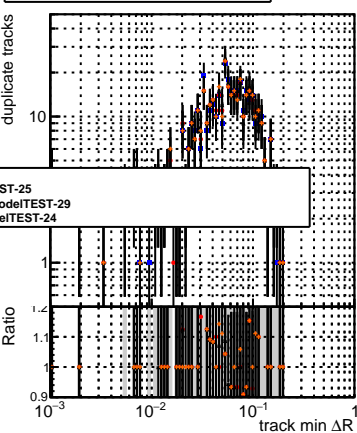 duplicate tracks
10
ST-25
odelTEST-29
elTEST-24
1
Ratio
1.2
1.1
1
0.9
10⁻³ 10⁻² 10⁻¹ 1
track min ΔR